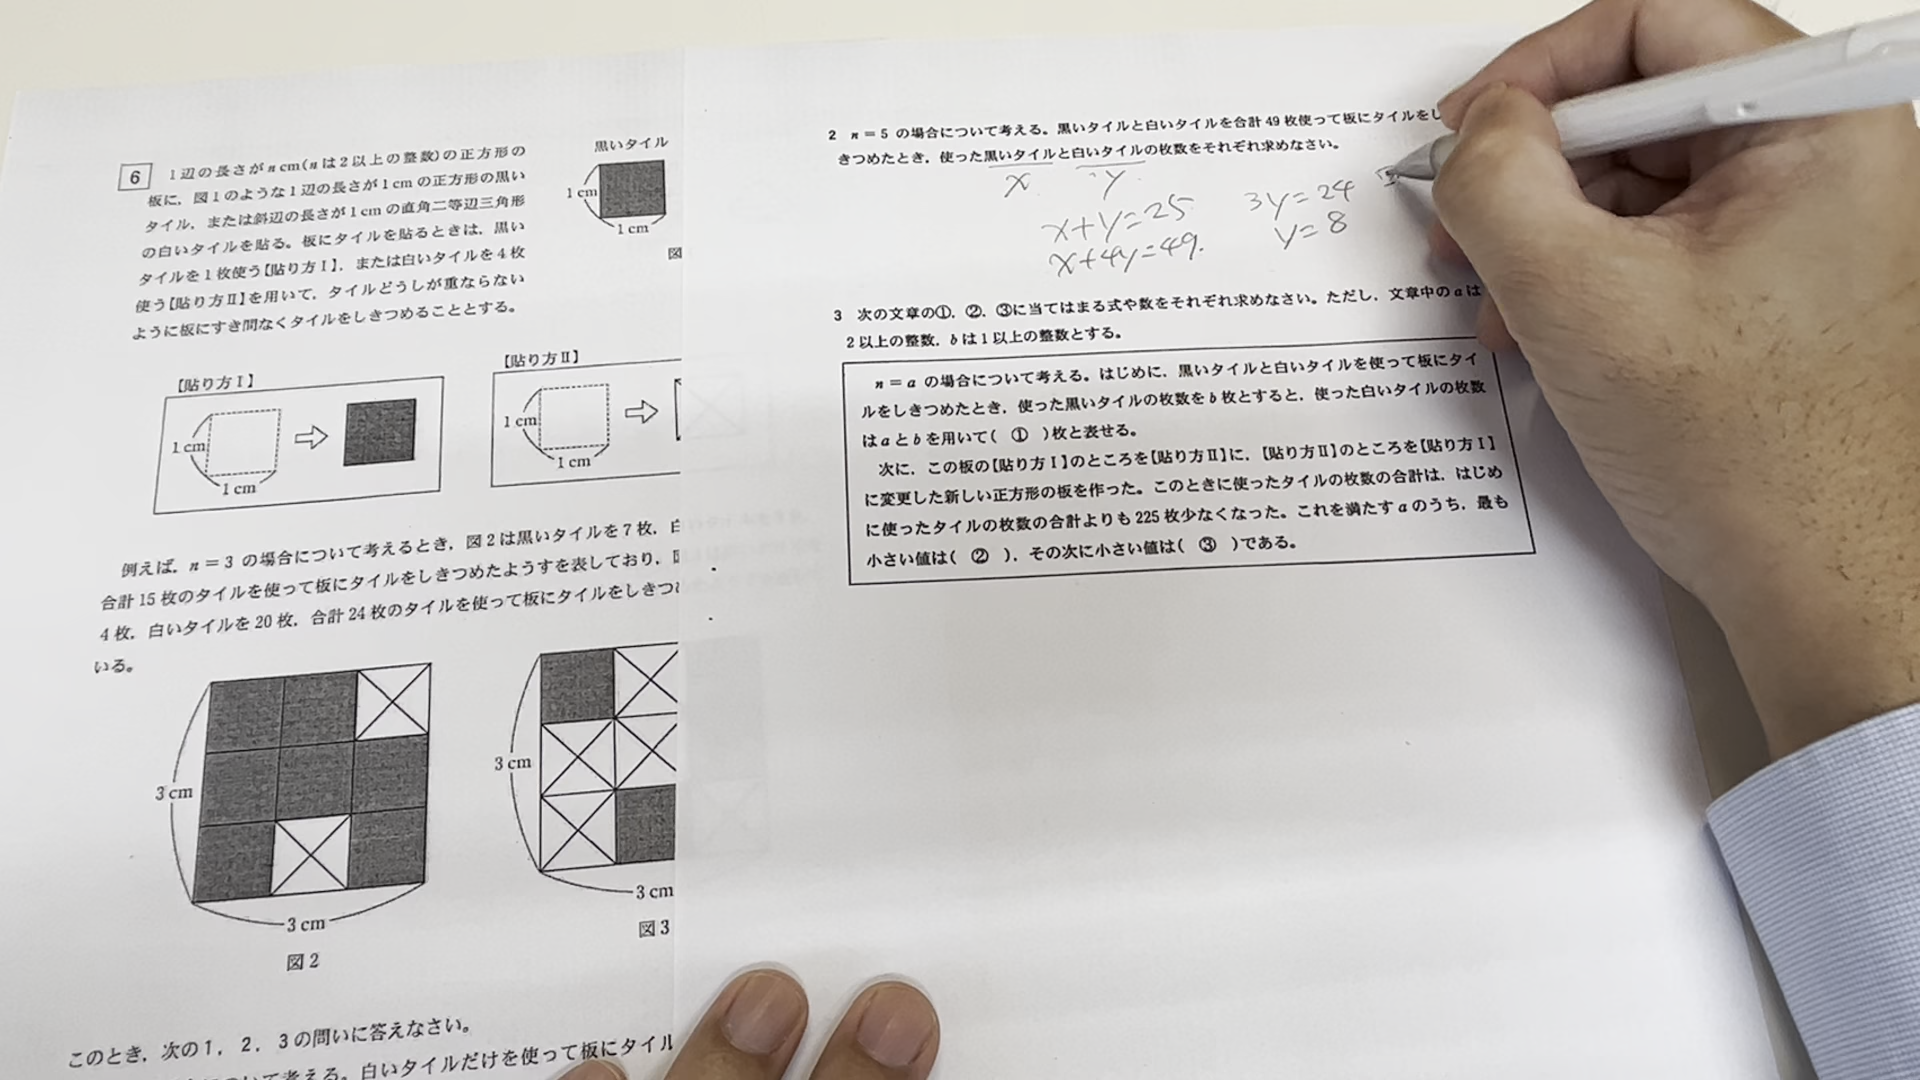 6 1辺の長さがn cm(nは2以上の整数)の正方形の
板に，図1のような1辺の長さが1cmの正方形の黒い
タイル，または斜辺の長さが1cmの直角二等辺三角形
の白いタイルを貼る。板にタイルを貼るときは，黒い
タイルを1枚使う【貼り方Ⅰ】，または白いタイルを4枚
使う【貼り方Ⅱ】を用いて，タイルどうしが重ならない
ように板にすき間なくタイルをしきつめることとする。
黒いタイル
1 cm
1 cm
図
【貼り方Ⅰ】
1 cm
1 cm
【貼り方Ⅱ】
1 cm
1 cm
例えば，n＝3 の場合について考えるとき，図2は黒いタイルを7枚，白
合計15枚のタイルを使って板にタイルをしきつめたようすを表しており，図
4枚，白いタイルを20枚，合計24枚のタイルを使って板にタイルをしきつめ
いる。
3 cm
3 cm
図2
3 cm
3 cm
図3
このとき，次の1，2，3の問いに答えなさい。
について考える。白いタイルだけを使って板にタイル
2 n＝5 の場合について考える。黒いタイルと白いタイルを合計49枚使って板にタイルをし
きつめたとき，使った黒いタイルと白いタイルの枚数をそれぞれ求めなさい。
x y
x+y=25
x+4y=49
3y=24
y=8
3 次の文章の①，②，③に当てはまる式や数をそれぞれ求めなさい。ただし，文章中のaは
2以上の整数，bは1以上の整数とする。
n＝a の場合について考える。はじめに，黒いタイルと白いタイルを使って板にタイ
ルをしきつめたとき，使った黒いタイルの枚数をb枚とすると，使った白いタイルの枚数
はaとbを用いて( ① )枚と表せる。
次に，この板の【貼り方Ⅰ】のところを【貼り方Ⅱ】に，【貼り方Ⅱ】のところを【貼り方Ⅰ】
に変更した新しい正方形の板を作った。このときに使ったタイルの枚数の合計は，はじめ
に使ったタイルの枚数の合計よりも225枚少なくなった。これを満たすaのうち，最も
小さい値は( ② )，その次に小さい値は( ③ )である。